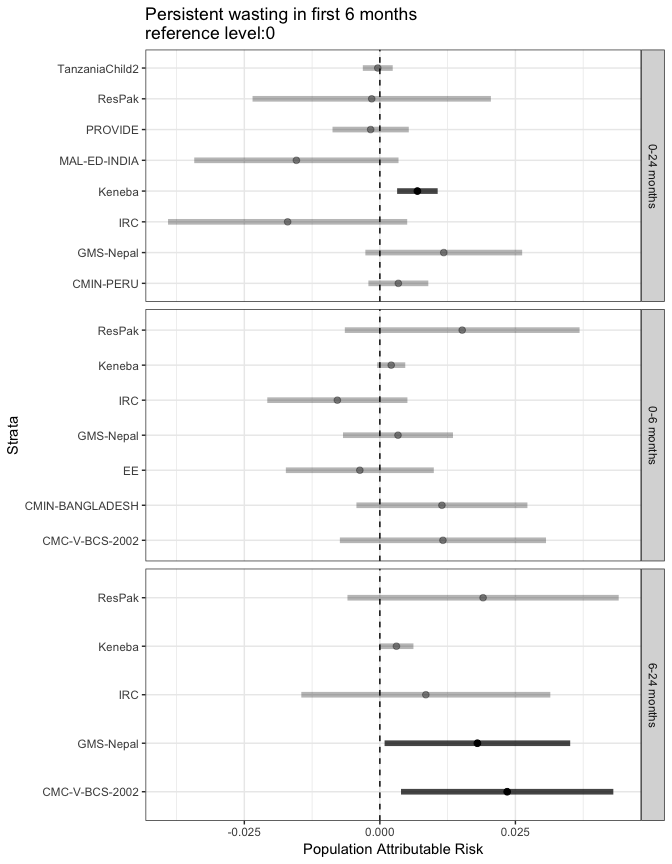 Persistent wasting in first 6 months
reference level:0
TanzaniaChild2
ResPak
PROVIDE
MAL-ED-INDIA
Keneba
IRC
GMS-Nepal
CMIN-PERU
0-24 months
ResPak
Keneba
IRC
GMS-Nepal
EE
CMIN-BANGLADESH
CMC-V-BCS-2002
0-6 months
ResPak
Keneba
IRC
GMS-Nepal
CMC-V-BCS-2002
6-24 months
Strata
-0.025
0.000
0.025
Population Attributable Risk